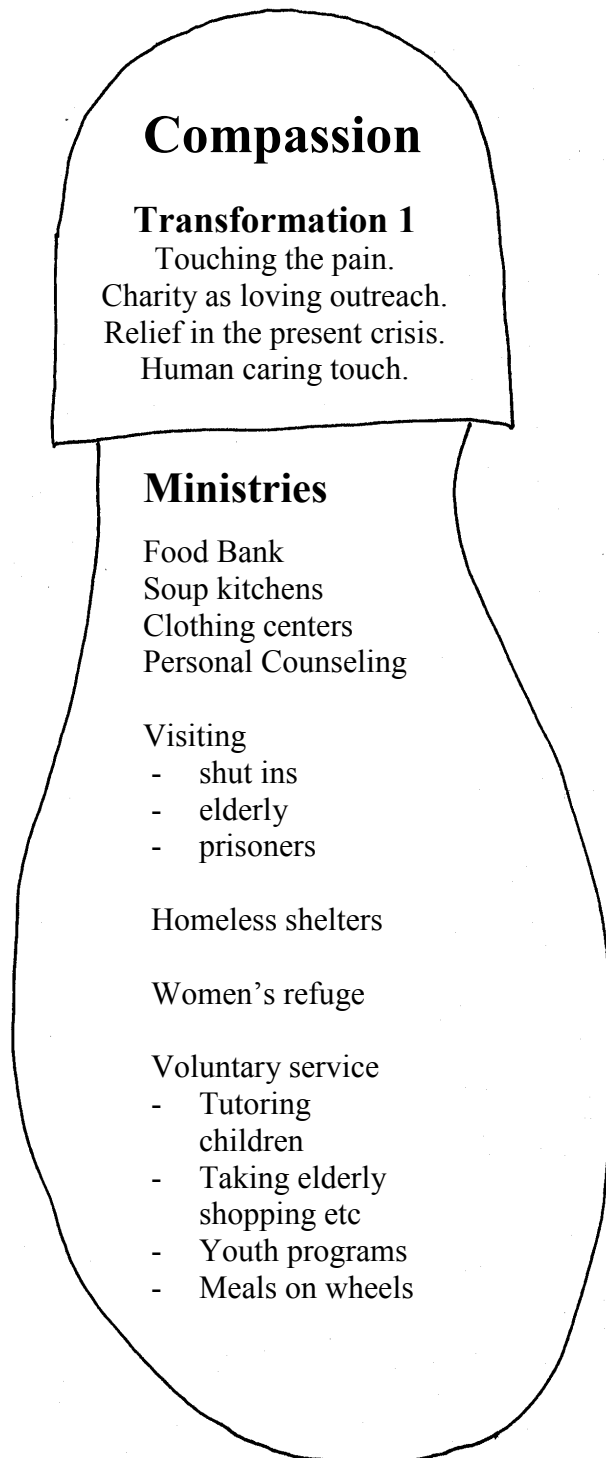 Compassion
Transformation 1
Touching the pain.
Charity as loving outreach.
Relief in the present crisis.
Human caring touch.
Ministries
Food Bank
Soup kitchens
Clothing centers
Personal Counseling
Visiting
- shut ins
- elderly
- prisoners
Homeless shelters
Women’s refuge
Voluntary service
- Tutoring
children
- Taking elderly
shopping etc
- Youth programs
- Meals on wheels